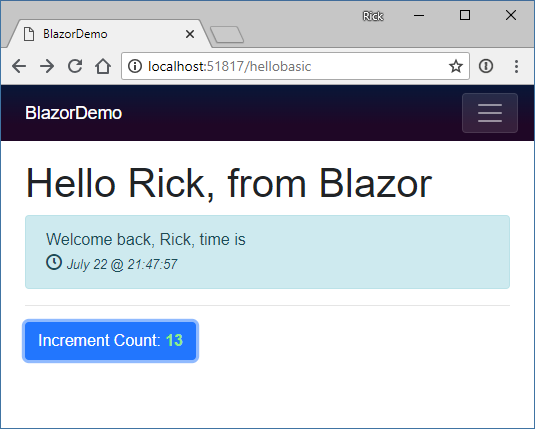 Rick
BlazorDemo
localhost:51817/hellobasic
BlazorDemo
Hello Rick, from Blazor
Welcome back, Rick, time is
July 22 @ 21:47:57
Increment Count: 13